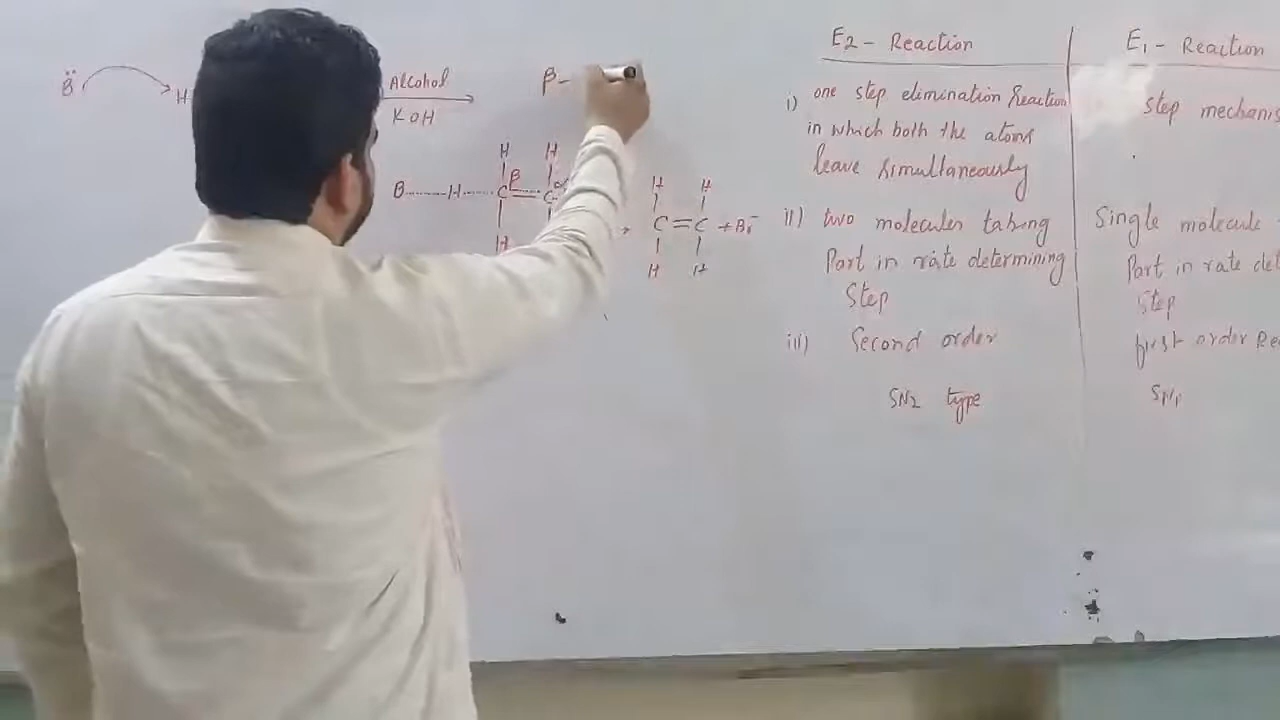 B̈ H
Alcohol
KOH
β-
H H
B H C β C α
H
H H
C = C + Br⁻
H H
E2 - Reaction
i) one step elimination Reaction
in which both the atoms
leave simultaneously
ii) two molecules taking
Part in rate determining
Step
iii) Second order
SN2 type
E1 - Reaction
Step mechanis
Single molecule
Part in rate det
Step
first order Re
SN1